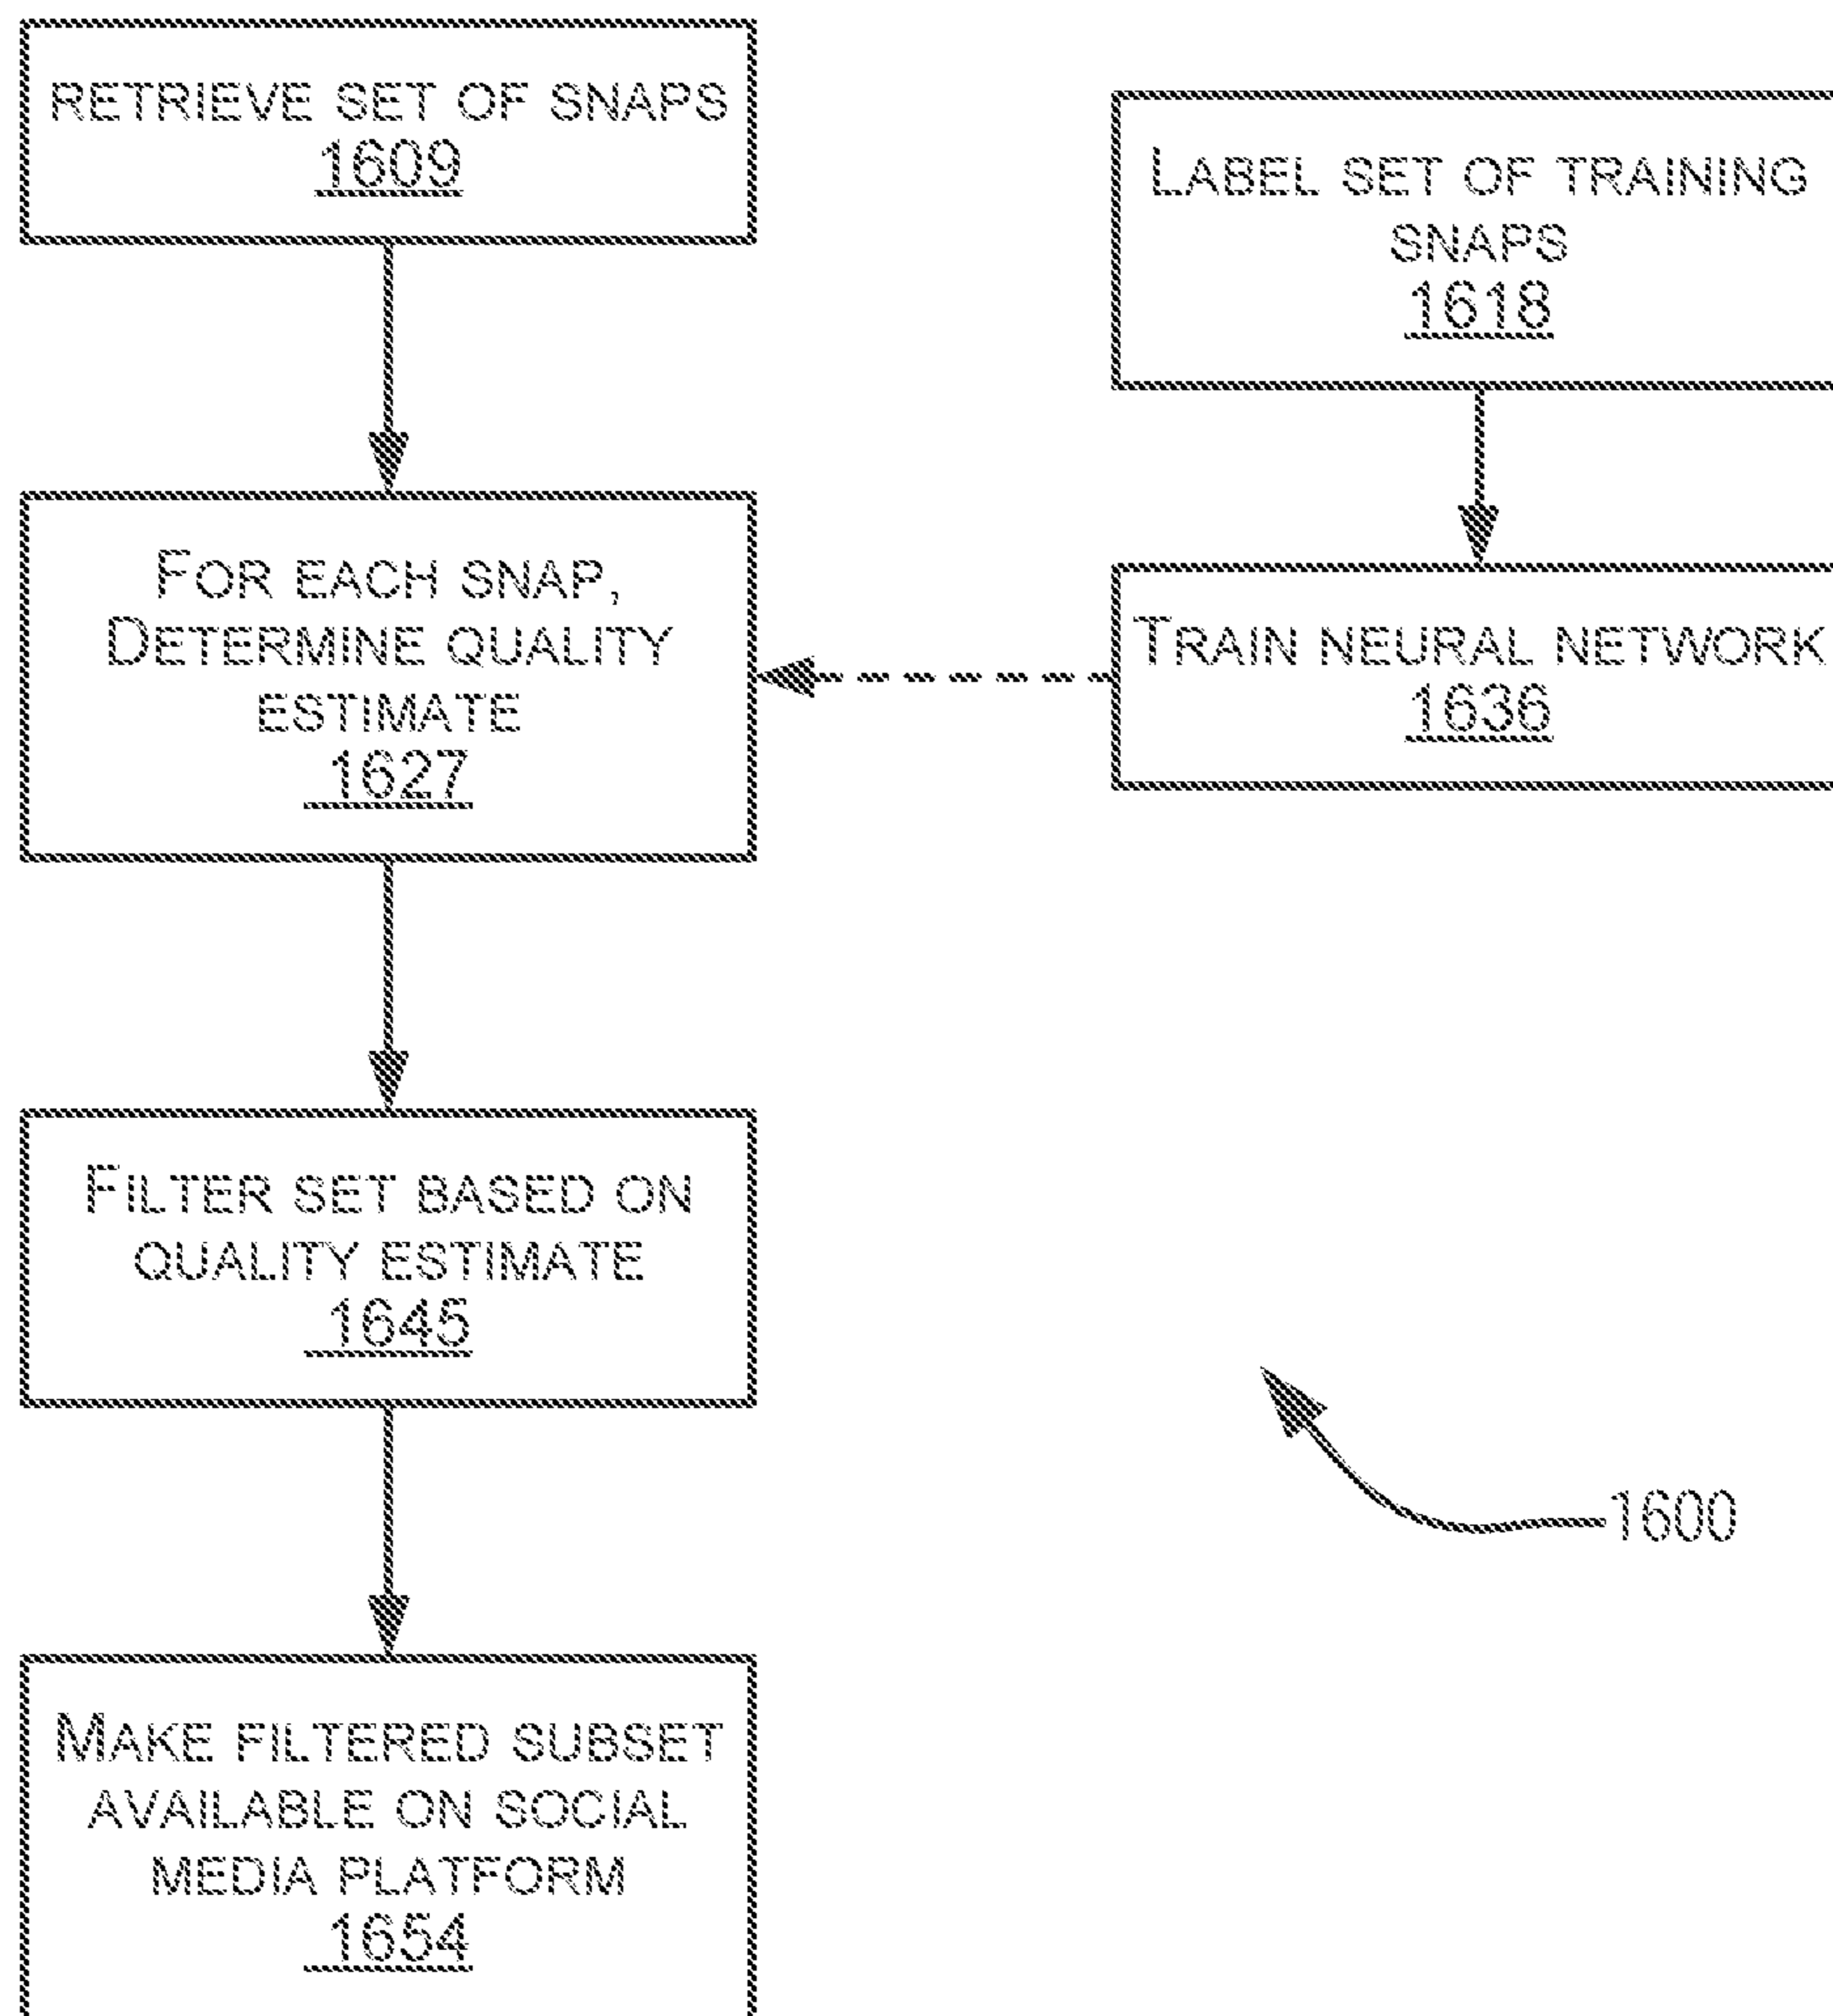 RETRIEVE SET OF SNAPS
1609
LABEL SET OF TRAINING
SNAPS
1618
FOR EACH SNAP,
DETERMINE QUALITY
ESTIMATE
1627
TRAIN NEURAL NETWORK
1636
FILTER SET BASED ON
QUALITY ESTIMATE
1645
1600
MAKE FILTERED SUBSET
AVAILABLE ON SOCIAL
MEDIA PLATFORM
1654